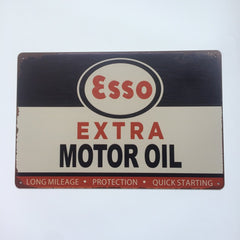 Esso
EXTRA
MOTOR OIL
LONG MILEAGE • PROTECTION • QUICK STARTING